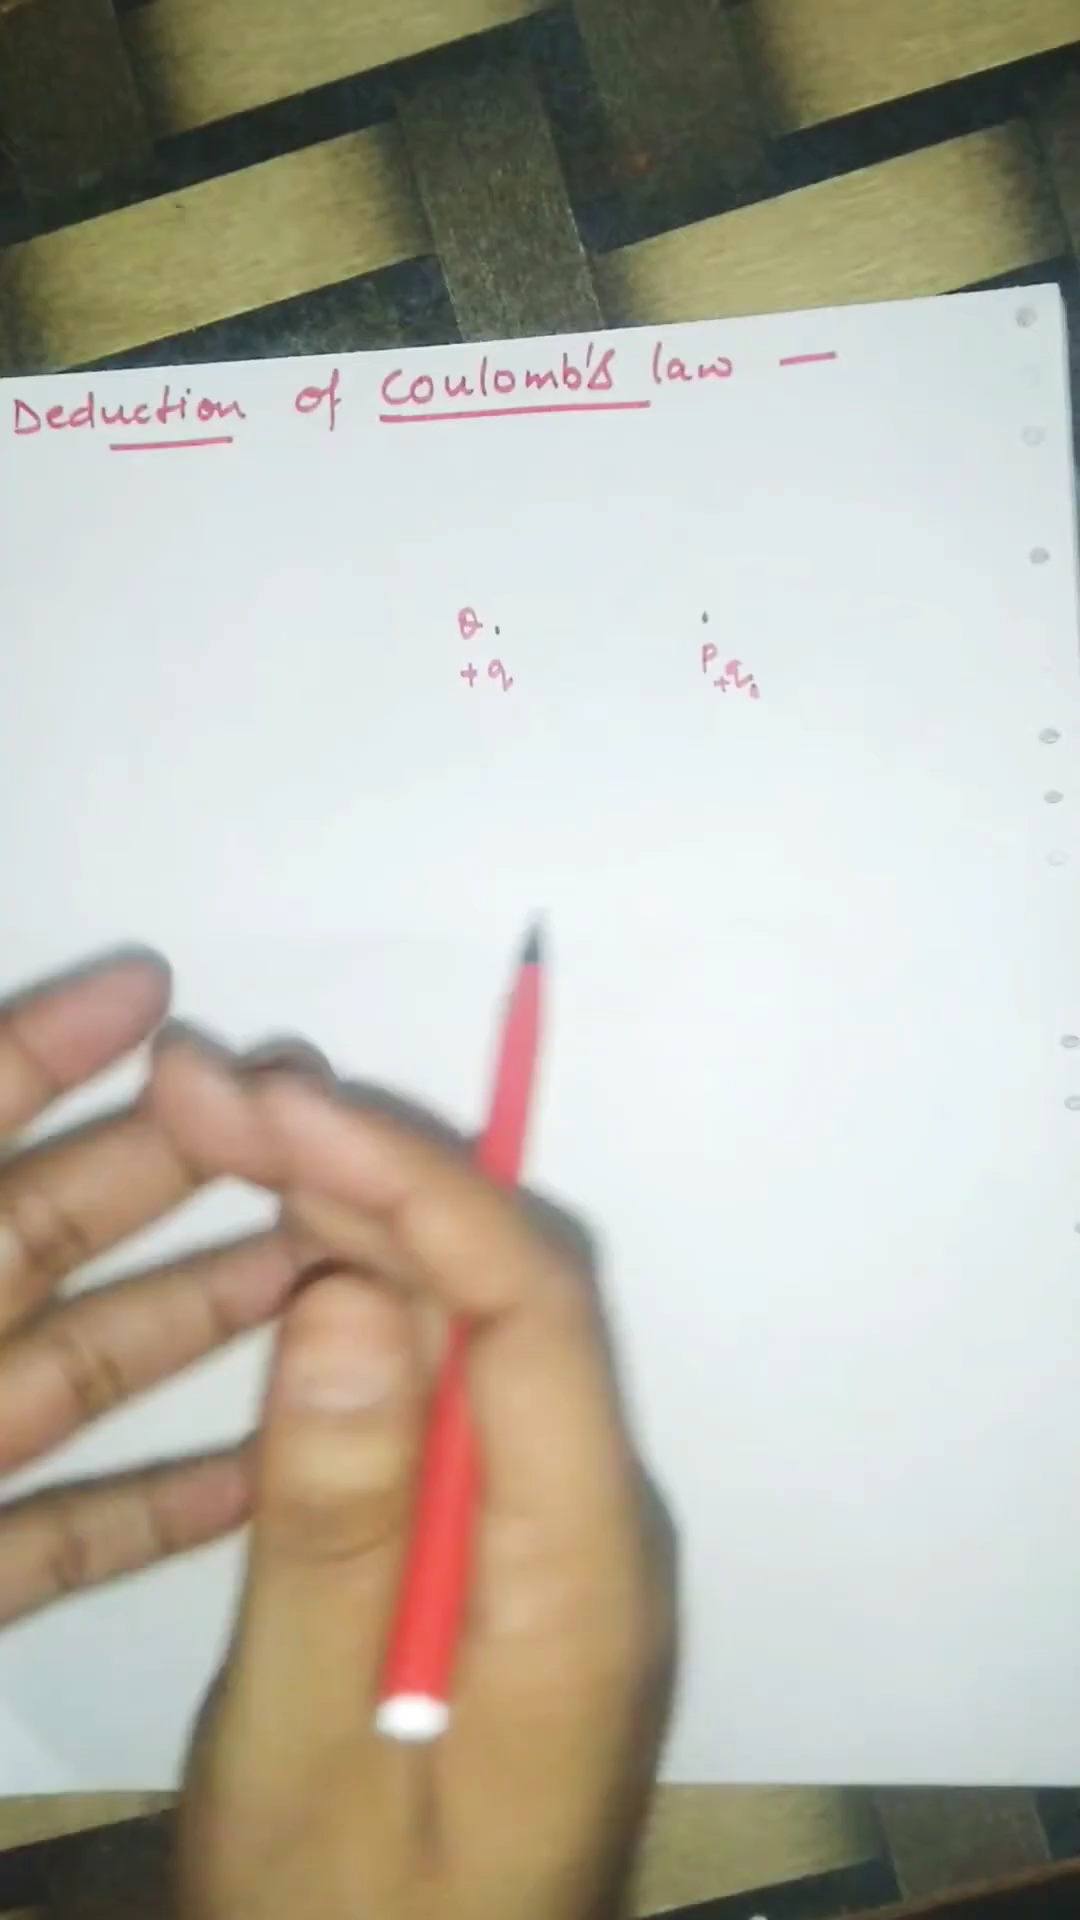 Deduction of Coulomb's law —
Q. .
+q P +q₀